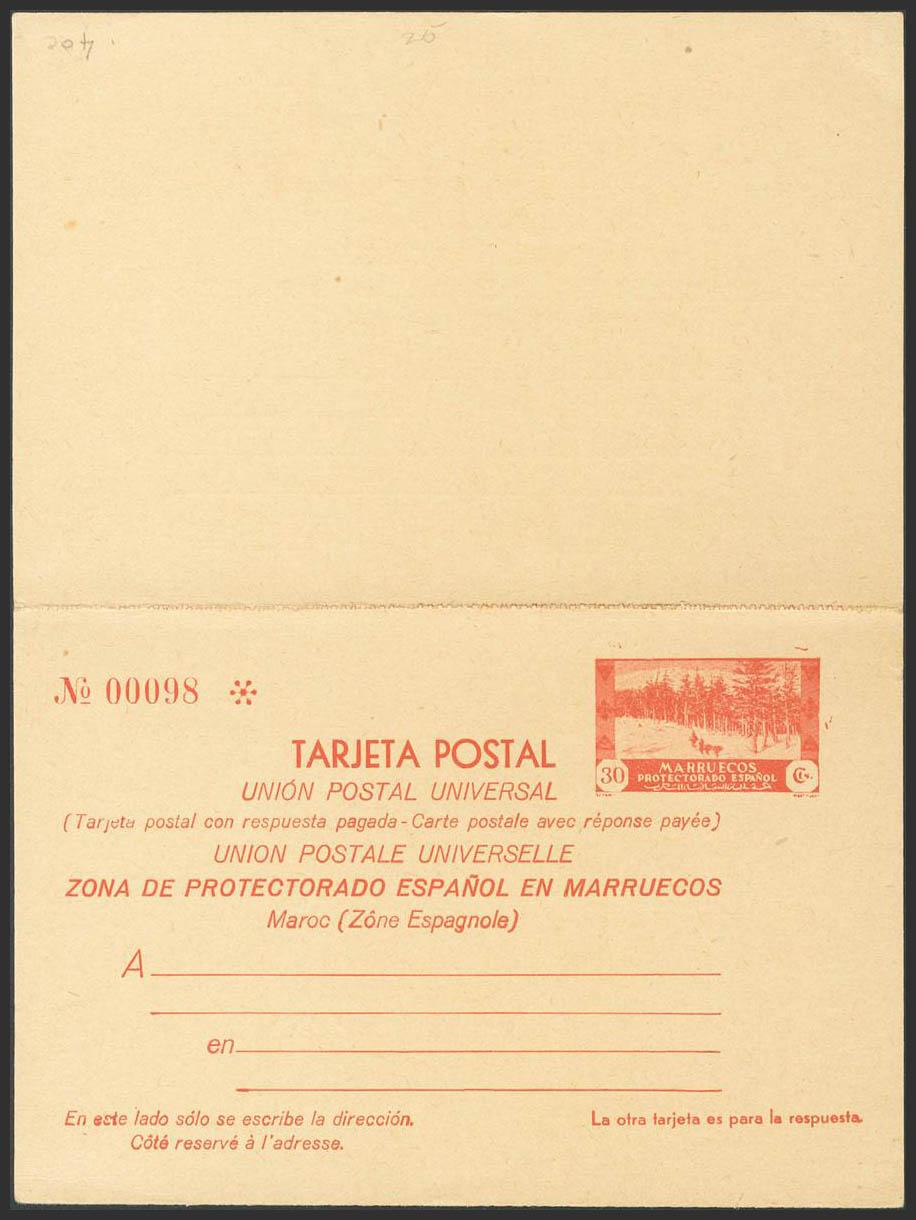 25
№ 00098
TARJETA POSTAL
UNIÓN POSTAL UNIVERSAL
(Tarjeta postal con respuesta pagada - Carte postale avec réponse payée)
UNION POSTALE UNIVERSELLE
ZONA DE PROTECTORADO ESPAÑOL EN MARRUECOS
Maroc (Zône Espagnole)
MARRUECOS
PROTECTORADO ESPAÑOL
30 CTS.
A
en
En este lado sólo se escribe la dirección.
Côté reservé à l'adresse.
La otra tarjeta es para la respuesta.